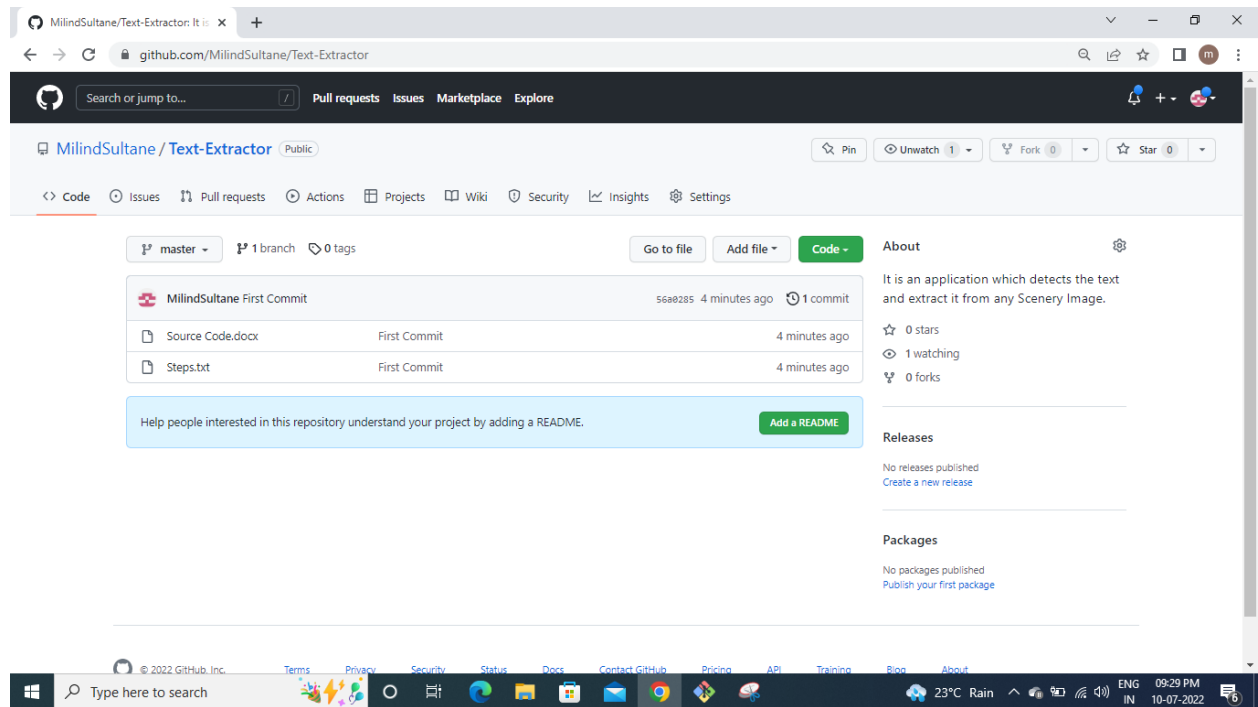 MilindSultane/Text-Extractor: It is
github.com/MilindSultane/Text-Extractor
m
Search or jump to...
/
Pull requests Issues Marketplace Explore
MilindSultane / Text-Extractor Public
Pin
Unwatch 1
Fork 0
Star 0
Code Issues Pull requests Actions Projects Wiki Security Insights Settings
master
1 branch 0 tags
Go to file
Add file
Code
MilindSultane First Commit
56a0285 4 minutes ago 1 commit
Source Code.docx First Commit 4 minutes ago
Steps.txt First Commit 4 minutes ago
Help people interested in this repository understand your project by adding a README.
Add a README
About
It is an application which detects the text
and extract it from any Scenery Image.
0 stars
1 watching
0 forks
Releases
No releases published
Create a new release
Packages
No packages published
Publish your first package
© 2022 GitHub, Inc. Terms Privacy Security Status Docs Contact GitHub Pricing API Training Blog About
Type here to search
23°C Rain
ENG
IN
09:29 PM
10-07-2022
6